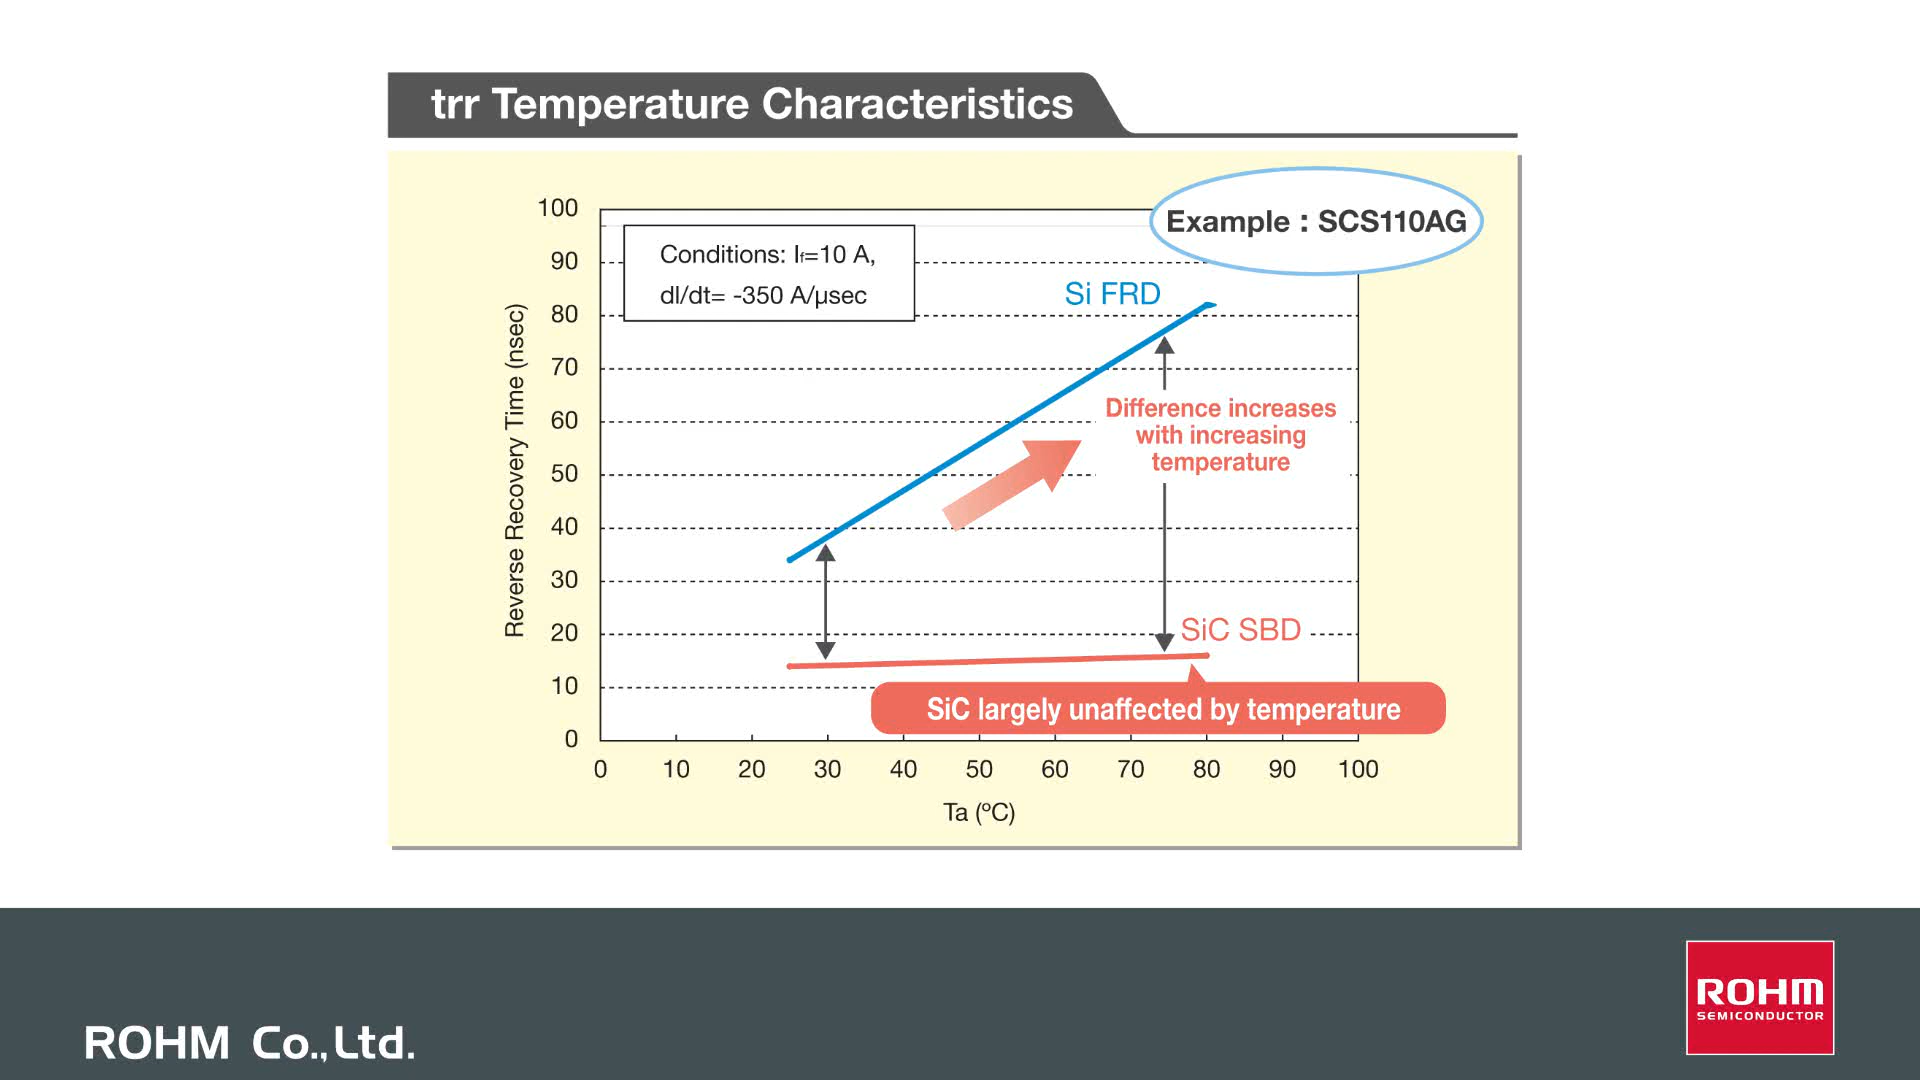 trr Temperature Characteristics
Example : SCS110AG
Conditions: If=10 A,
dI/dt= -350 A/μsec
Si FRD
Difference increases
with increasing
temperature
SiC SBD
SiC largely unaffected by temperature
Reverse Recovery Time (nsec)
100
90
80
70
60
50
40
30
20
10
0
0 10 20 30 40 50 60 70 80 90 100
Ta (ºC)
ROHM Co.,Ltd.
ROHM
SEMICONDUCTOR